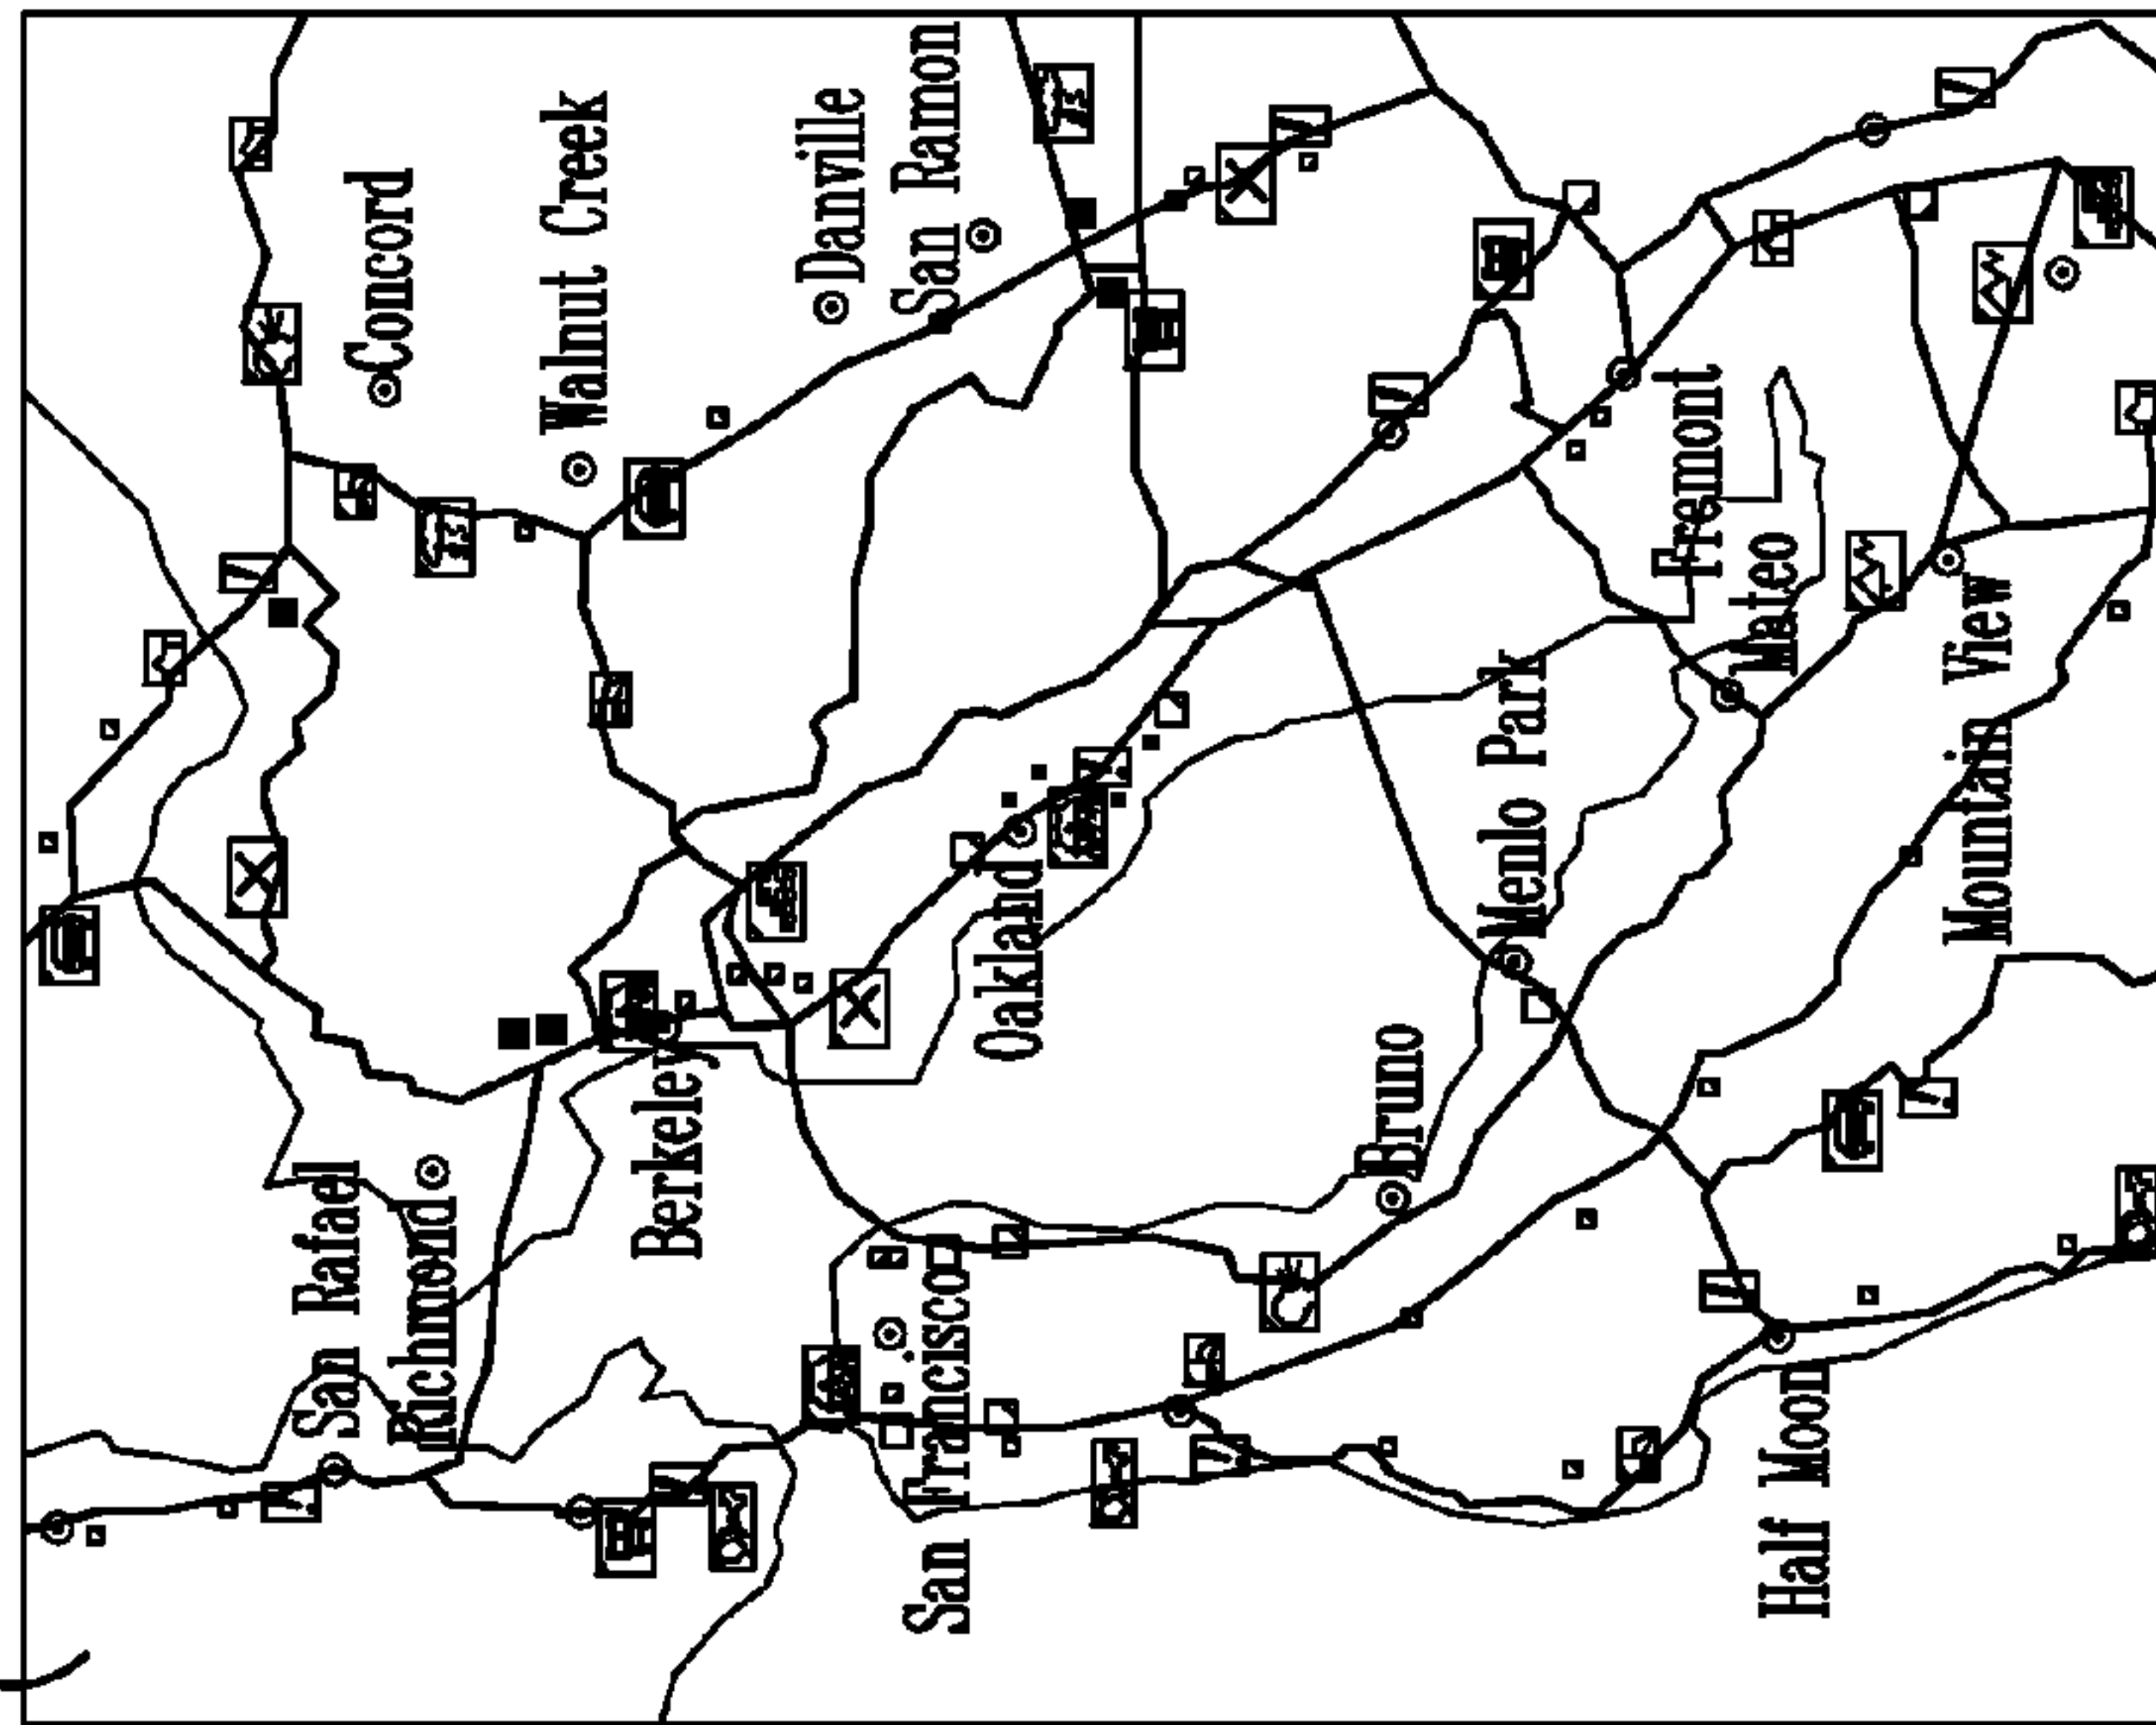 Concord
Walnut Creek
Danville
San Ramon
San Rafael
Richmond
Berkeley
Oakland
San Francisco
Bruno
Menlo Park
Fremont
Mateo
Mountain View
Half Moon